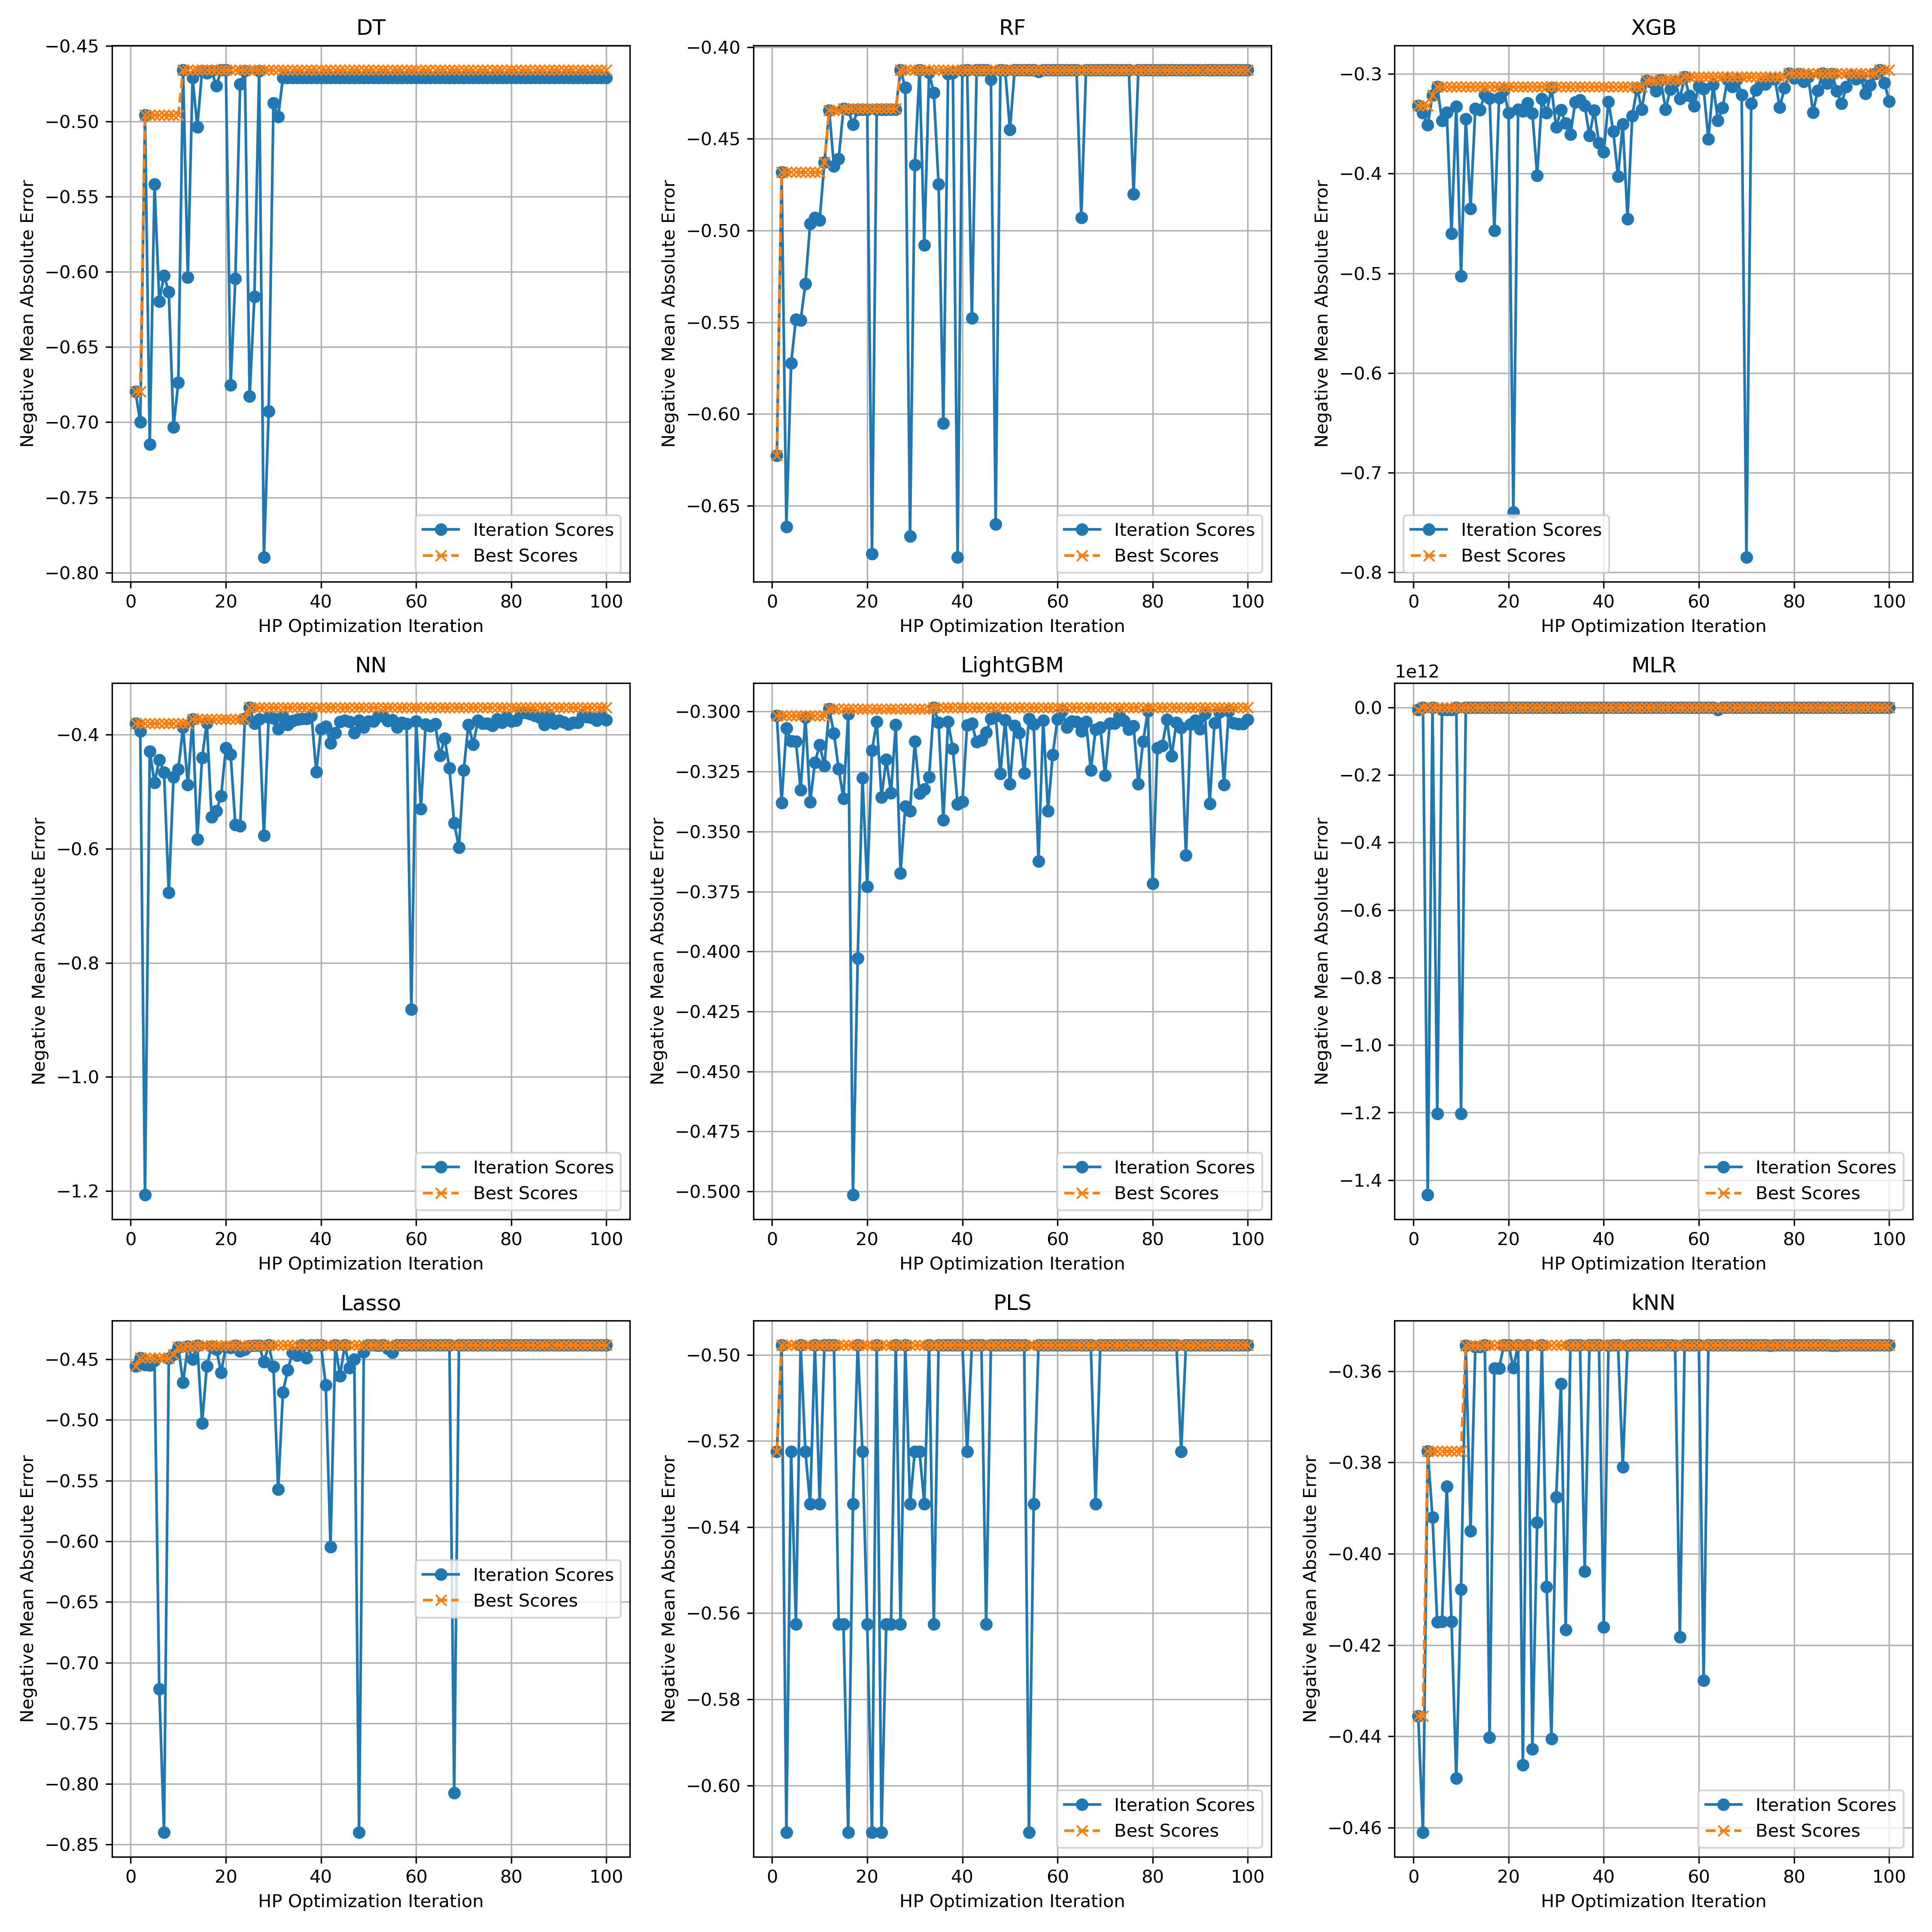 DT
Negative Mean Absolute Error
−0.45
−0.50
−0.55
−0.60
−0.65
−0.70
−0.75
−0.80
Iteration Scores
Best Scores
0 20 40 60 80 100
HP Optimization Iteration
RF
Negative Mean Absolute Error
−0.40
−0.45
−0.50
−0.55
−0.60
−0.65
Iteration Scores
Best Scores
0 20 40 60 80 100
HP Optimization Iteration
XGB
Negative Mean Absolute Error
−0.3
−0.4
−0.5
−0.6
−0.7
−0.8
Iteration Scores
Best Scores
0 20 40 60 80 100
HP Optimization Iteration
NN
Negative Mean Absolute Error
−0.4
−0.6
−0.8
−1.0
−1.2
Iteration Scores
Best Scores
0 20 40 60 80 100
HP Optimization Iteration
LightGBM
Negative Mean Absolute Error
−0.300
−0.325
−0.350
−0.375
−0.400
−0.425
−0.450
−0.475
−0.500
Iteration Scores
Best Scores
0 20 40 60 80 100
HP Optimization Iteration
MLR
1e12
Negative Mean Absolute Error
0.0
−0.2
−0.4
−0.6
−0.8
−1.0
−1.2
−1.4
Iteration Scores
Best Scores
0 20 40 60 80 100
HP Optimization Iteration
Lasso
Negative Mean Absolute Error
−0.45
−0.50
−0.55
−0.60
−0.65
−0.70
−0.75
−0.80
−0.85
Iteration Scores
Best Scores
0 20 40 60 80 100
HP Optimization Iteration
PLS
Negative Mean Absolute Error
−0.50
−0.52
−0.54
−0.56
−0.58
−0.60
Iteration Scores
Best Scores
0 20 40 60 80 100
HP Optimization Iteration
kNN
Negative Mean Absolute Error
−0.36
−0.38
−0.40
−0.42
−0.44
−0.46
Iteration Scores
Best Scores
0 20 40 60 80 100
HP Optimization Iteration